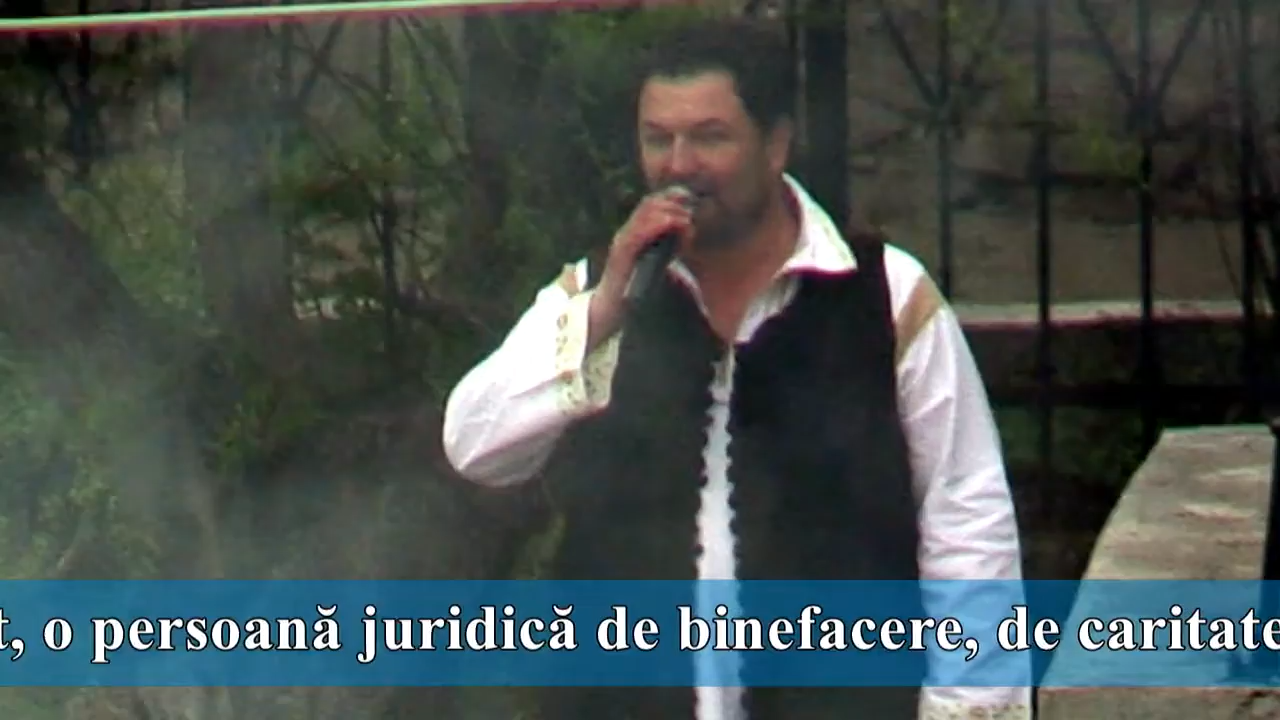 , o persoană juridică de binefacere, de caritate